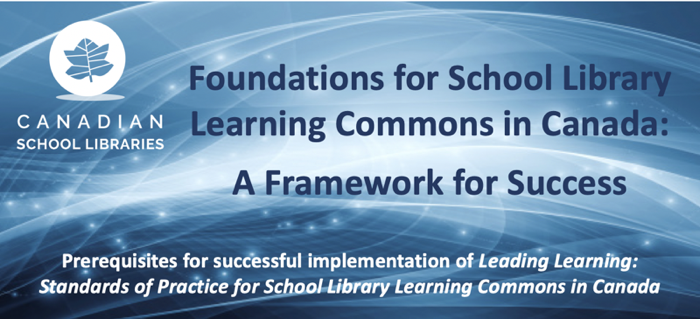 CANADIAN
SCHOOL LIBRARIES
Foundations for School Library
Learning Commons in Canada:
A Framework for Success
Prerequisites for successful implementation of Leading Learning:
Standards of Practice for School Library Learning Commons in Canada